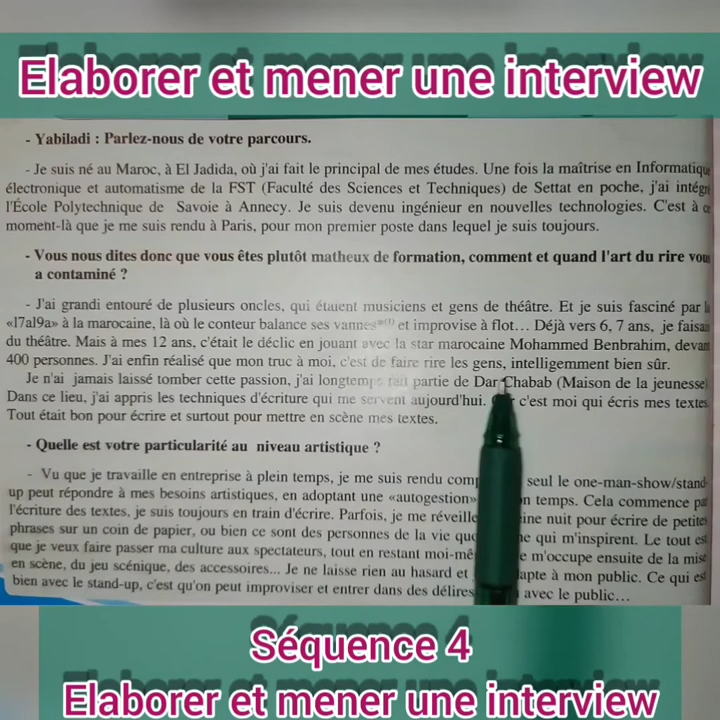 Elaborer et mener une interview
- Yabiladi : Parlez-nous de votre parcours.
- Je suis né au Maroc, à El Jadida, où j'ai fait le principal de mes études. Une fois la maîtrise en Informatique
électronique et automatisme de la FST (Faculté des Sciences et Techniques) de Settat en poche, j'ai intégré
l'École Polytechnique de Savoie à Annecy. Je suis devenu ingénieur en nouvelles technologies. C'est à
moment-là que je me suis rendu à Paris, pour mon premier poste dans lequel je suis toujours.
- Vous nous dites donc que vous êtes plutôt matheux de formation, comment et quand l'art du rire vous
a contaminé ?
- J'ai grandi entouré de plusieurs oncles, qui étaient musiciens et gens de théâtre. Et je suis fasciné par
«l7al9a» à la marocaine, là où le conteur balance ses vannes*⁽¹⁾ et improvise à flot... Déjà vers 6, 7 ans, je faisais
du théâtre. Mais à mes 12 ans, c'était le déclic en jouant avec la star marocaine Mohammed Benbrahim, devant
400 personnes. J'ai enfin réalisé que mon truc à moi, c'est de faire rire les gens, intelligemment bien sûr.
Je n'ai jamais laissé tomber cette passion, j'ai longtemps fait partie de Dar Chabab (Maison de la jeunesse)
Dans ce lieu, j'ai appris les techniques d'écriture qui me servent aujourd'hui. c'est moi qui écris mes textes.
Tout était bon pour écrire et surtout pour mettre en scène mes textes.
- Quelle est votre particularité au niveau artistique ?
- Vu que je travaille en entreprise à plein temps, je me suis rendu seul le one-man-show/stand-
up peut répondre à mes besoins artistiques, en adoptant une «autogestion» temps. Cela commence par
l'écriture des textes, je suis toujours en train d'écrire. Parfois, je me réveille nuit pour écrire de petites
phrases sur un coin de papier, ou bien ce sont des personnes de la vie qui m'inspirent. Le tout est
que je veux faire passer ma culture aux spectateurs, tout en restant m'occupe ensuite de la mise
en scène, du jeu scénique, des accessoires... Je ne laisse rien au hasard et à mon public. Ce qui est
bien avec le stand-up, c'est qu'on peut improviser et entrer dans des délires avec le public...
Séquence 4
Elaborer et mener une interview